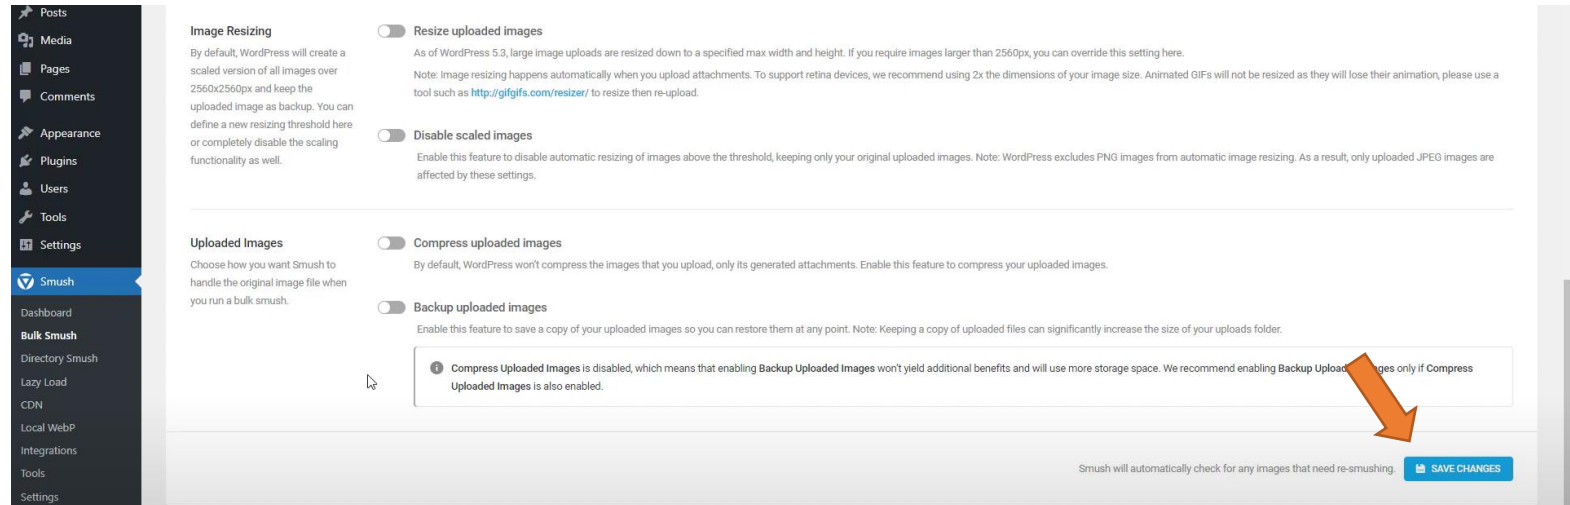 Posts
Media
Pages
Comments
Appearance
Plugins
Users
Tools
Settings
Smush
Dashboard
Bulk Smush
Directory Smush
Lazy Load
CDN
Local WebP
Integrations
Tools
Settings
Image Resizing
By default, WordPress will create a
scaled version of all images over
2560x2560px and keep the
uploaded image as backup. You can
define a new resizing threshold here
or completely disable the scaling
functionality as well.
Resize uploaded images
As of WordPress 5.3, large image uploads are resized down to a specified max width and height. If you require images larger than 2560px, you can override this setting here.
Note: Image resizing happens automatically when you upload attachments. To support retina devices, we recommend using 2x the dimensions of your image size. Animated GIFs will not be resized as they will lose their animation, please use a
tool such as http://gifgifs.com/resizer/ to resize then re-upload.
Disable scaled images
Enable this feature to disable automatic resizing of images above the threshold, keeping only your original uploaded images. Note: WordPress excludes PNG images from automatic image resizing. As a result, only uploaded JPEG images are
affected by these settings.
Uploaded Images
Choose how you want Smush to
handle the original image file when
you run a bulk smush.
Compress uploaded images
By default, WordPress won't compress the images that you upload, only its generated attachments. Enable this feature to compress your uploaded images.
Backup uploaded images
Enable this feature to save a copy of your uploaded images so you can restore them at any point. Note: Keeping a copy of uploaded files can significantly increase the size of your uploads folder.
Compress Uploaded Images is disabled, which means that enabling Backup Uploaded Images won't yield additional benefits and will use more storage space. We recommend enabling Backup only if Compress
Uploaded Images is also enabled.
Smush will automatically check for any images that need re-smushing.
SAVE CHANGES